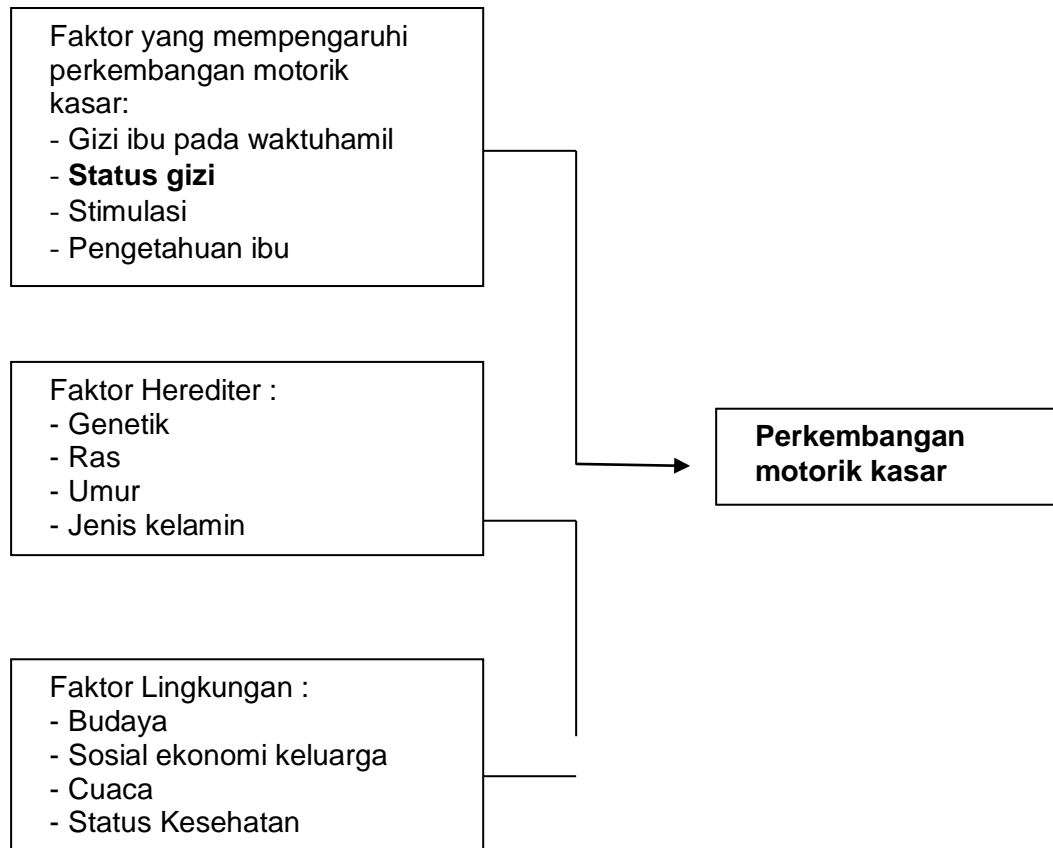 Faktor yang mempengaruhi
perkembangan motorik
kasar:
- Gizi ibu pada waktuhamil
- Status gizi
- Stimulasi
- Pengetahuan ibu
Faktor Herediter :
- Genetik
- Ras
- Umur
- Jenis kelamin
Perkembangan
motorik kasar
Faktor Lingkungan :
- Budaya
- Sosial ekonomi keluarga
- Cuaca
- Status Kesehatan